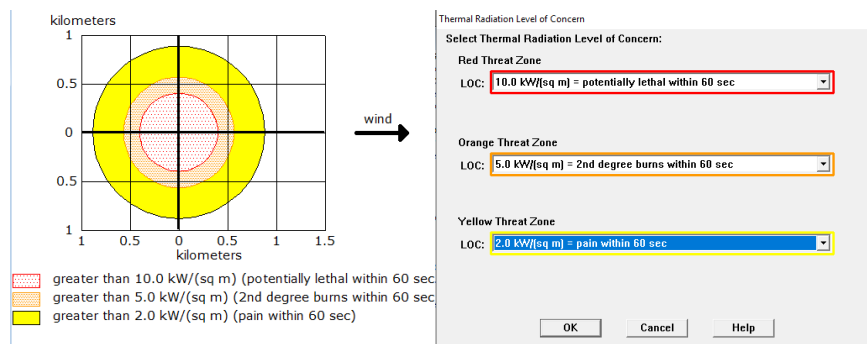 kilometers
1
0.5
0
0.5
1
1 0.5 0 0.5 1 1.5
kilometers
wind
greater than 10.0 kW/(sq m) (potentially lethal within 60 sec
greater than 5.0 kW/(sq m) (2nd degree burns within 60 sec
greater than 2.0 kW/(sq m) (pain within 60 sec)
Thermal Radiation Level of Concern
Select Thermal Radiation Level of Concern:
Red Threat Zone
LOC: 10.0 kW/(sq m) = potentially lethal within 60 sec
Orange Threat Zone
LOC: 5.0 kW/(sq m) = 2nd degree burns within 60 sec
Yellow Threat Zone
LOC: 2.0 kW/(sq m) = pain within 60 sec
OK Cancel Help